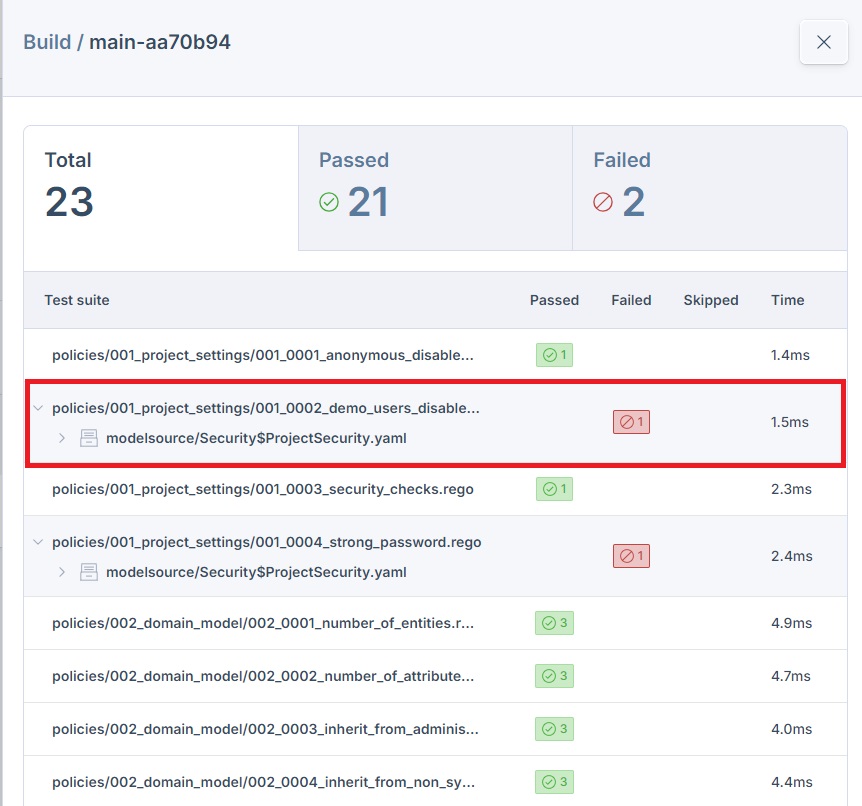 Build / main-aa70b94
Total
23
Passed
21
Failed
2
Test suite Passed Failed Skipped Time
policies/001_project_settings/001_0001_anonymous_disable... 1 1.4ms
policies/001_project_settings/001_0002_demo_users_disable...
modelsource/Security$ProjectSecurity.yaml
1 1.5ms
policies/001_project_settings/001_0003_security_checks.rego 1 2.3ms
policies/001_project_settings/001_0004_strong_password.rego
modelsource/Security$ProjectSecurity.yaml
1 2.4ms
policies/002_domain_model/002_0001_number_of_entities.r... 3 4.9ms
policies/002_domain_model/002_0002_number_of_attribute... 3 4.7ms
policies/002_domain_model/002_0003_inherit_from_adminis... 3 4.0ms
policies/002_domain_model/002_0004_inherit_from_non_sy... 3 4.4ms